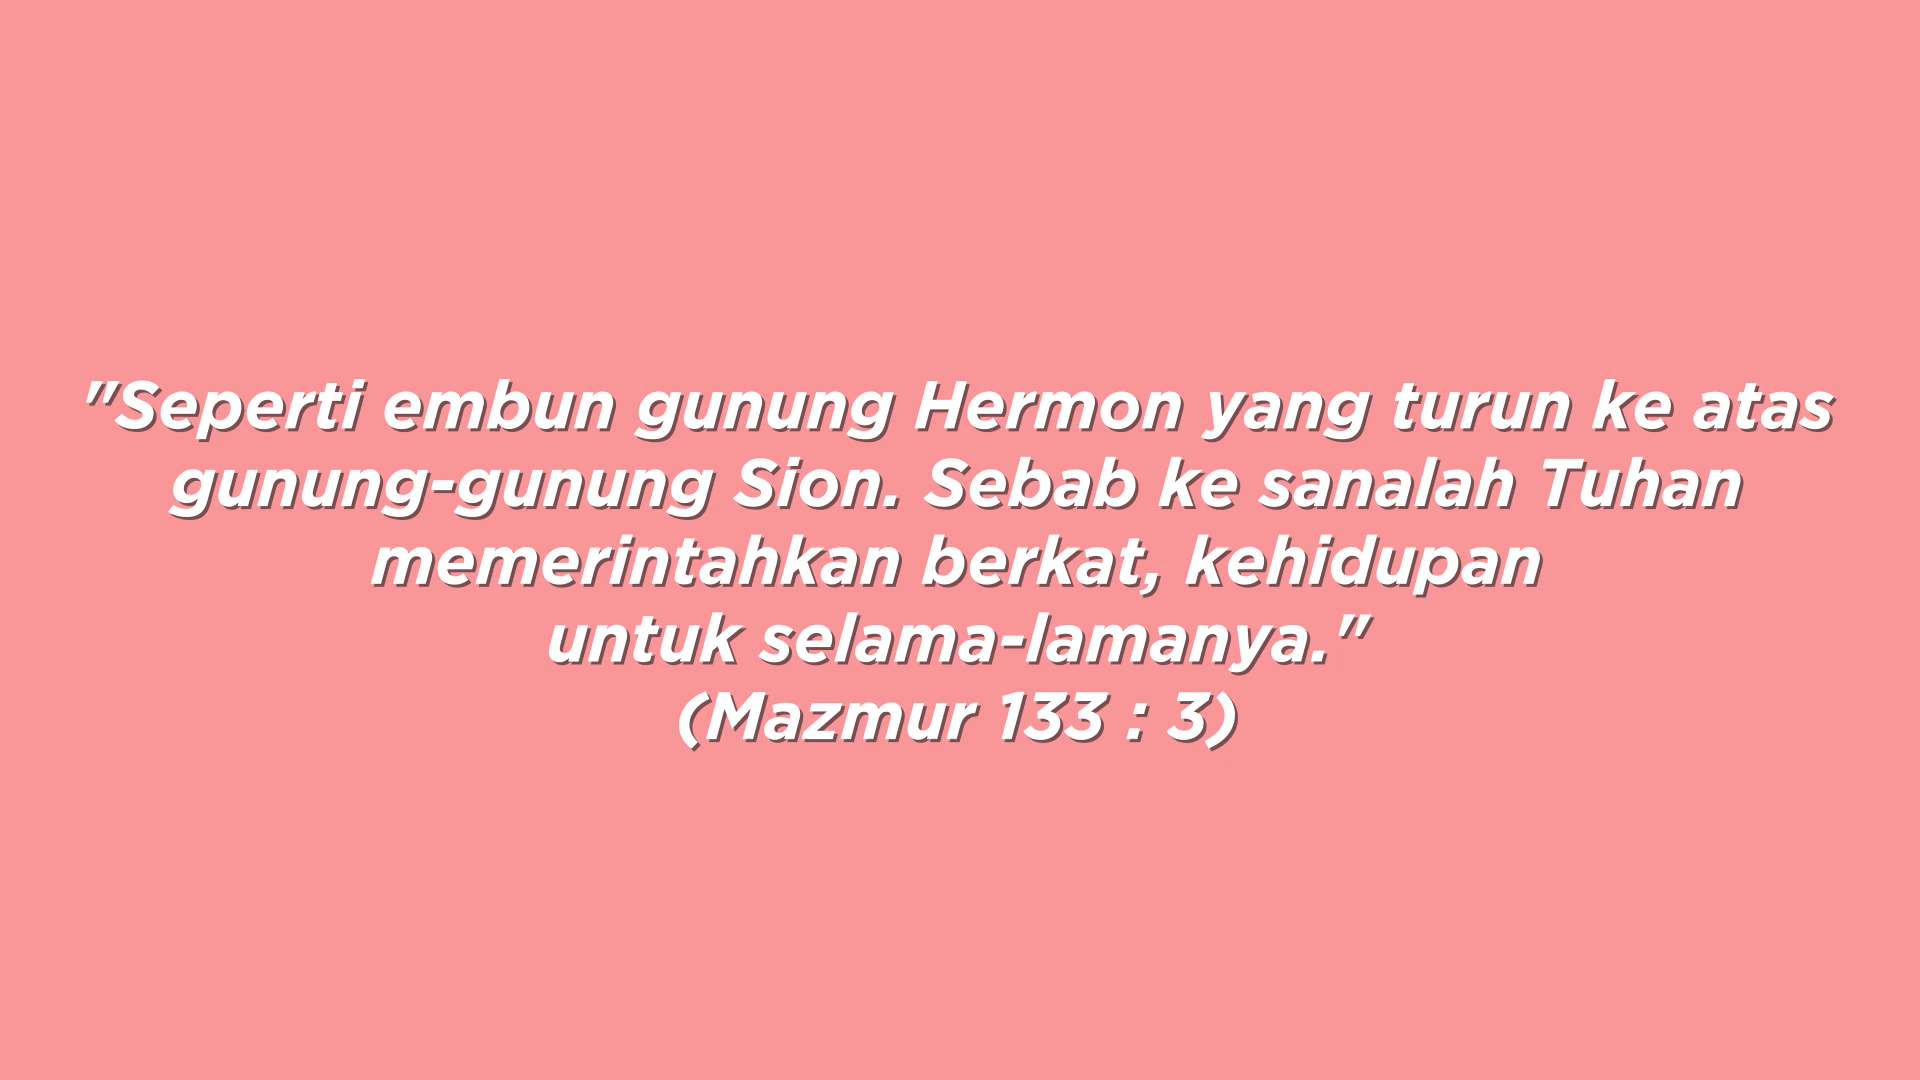 "Seperti embun gunung Hermon yang turun ke atas
gunung-gunung Sion. Sebab ke sanalah Tuhan
memerintahkan berkat, kehidupan
untuk selama-lamanya."
(Mazmur 133 : 3)